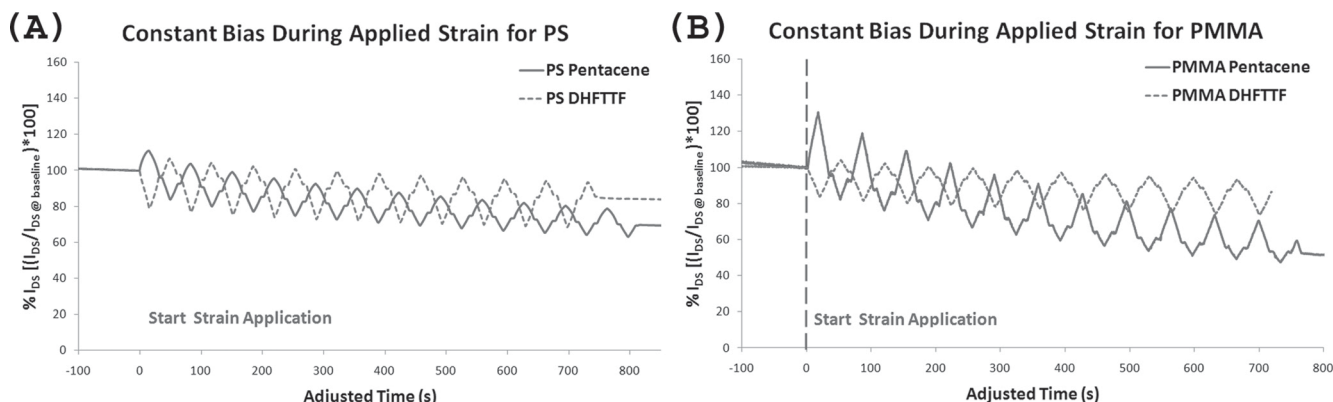 (A)
Constant Bias During Applied Strain for PS
160
140
120
100
80
60
40
20
0
% I_DS [(I_DS/I_DS @ baseline)*100]
PS Pentacene
PS DHFTTF
Start Strain Application
-100 0 100 200 300 400 500 600 700 800
Adjusted Time (s)
(B)
Constant Bias During Applied Strain for PMMA
160
140
120
100
80
60
40
20
0
% I_DS [(I_DS/I_DS @ baseline)*100]
PMMA Pentacene
PMMA DHFTTF
Start Strain Application
-100 0 100 200 300 400 500 600 700 800
Adjusted Time (s)